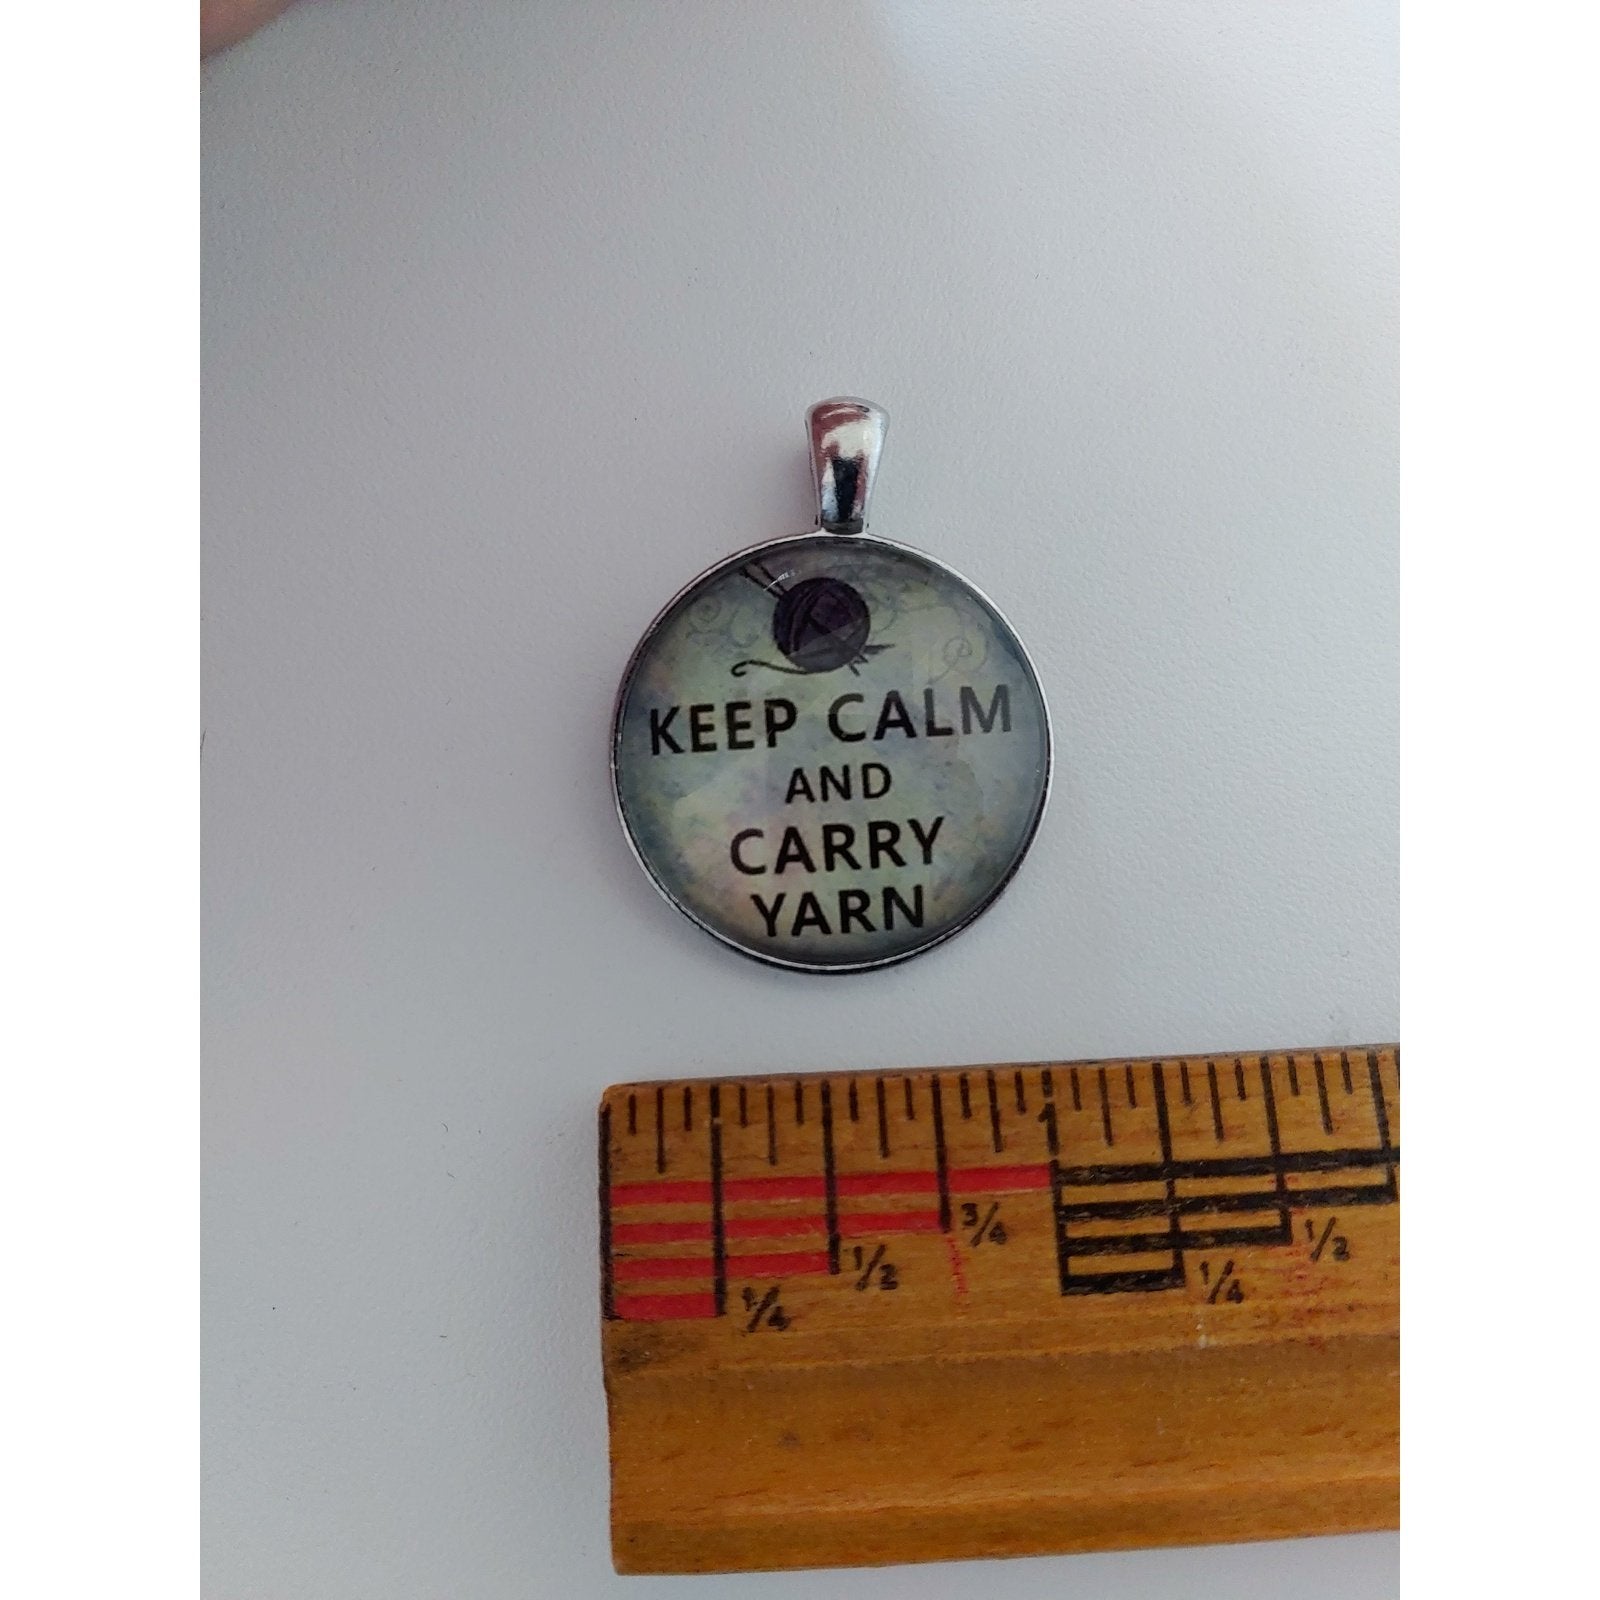 KEEP CALM
AND
CARRY
YARN
1
3/4
1/2
1/2
1/4
1/4